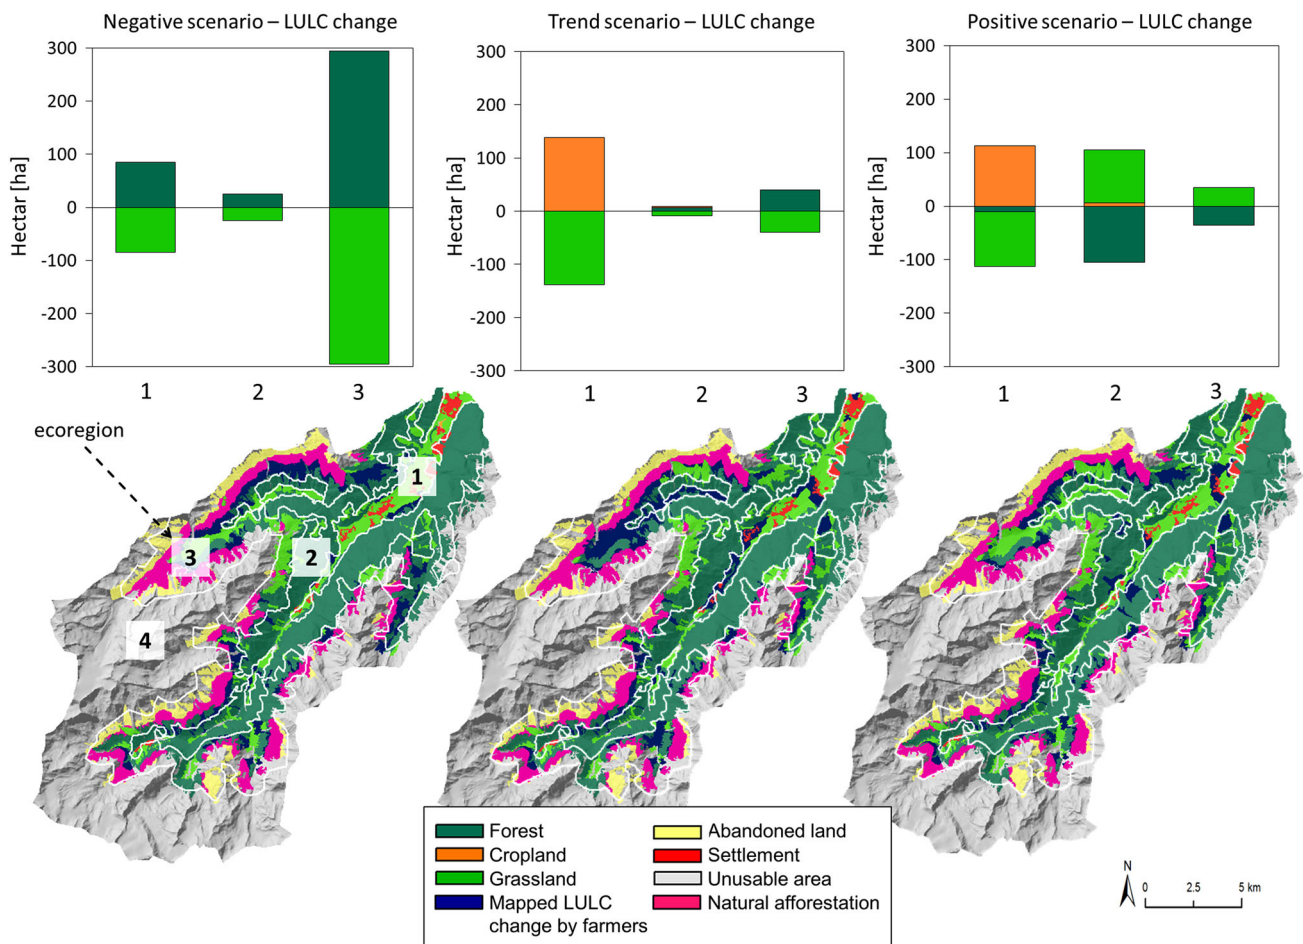 Negative scenario – LULC change
Trend scenario – LULC change
Positive scenario – LULC change
Hectar [ha]
300
200
100
0
-100
-200
-300
1 2 3
Hectar [ha]
300
200
100
0
-100
-200
-300
1 2 3
Hectar [ha]
300
200
100
0
-100
-200
-300
1 2 3
ecoregion
1
2
3
4
Forest
Cropland
Grassland
Mapped LULC
change by farmers
Abandoned land
Settlement
Unusable area
Natural afforestation
N
0 2.5 5 km